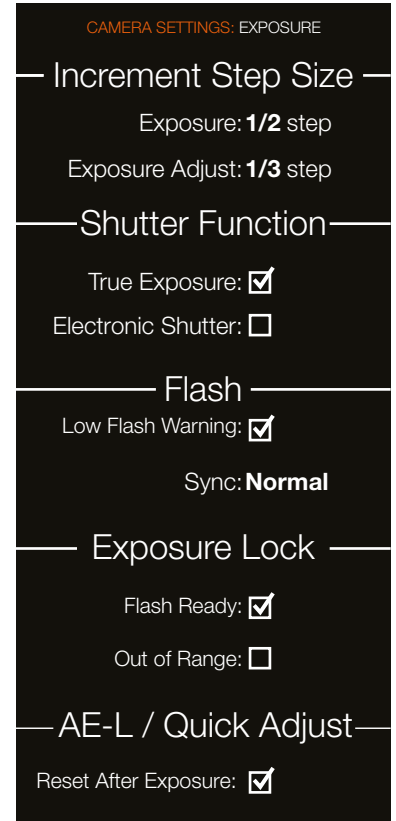 CAMERA SETTINGS: EXPOSURE
Increment Step Size
Exposure: 1/2 step
Exposure Adjust: 1/3 step
Shutter Function
True Exposure:
Electronic Shutter:
Flash
Low Flash Warning:
Sync: Normal
Exposure Lock
Flash Ready:
Out of Range:
AE-L / Quick Adjust
Reset After Exposure: